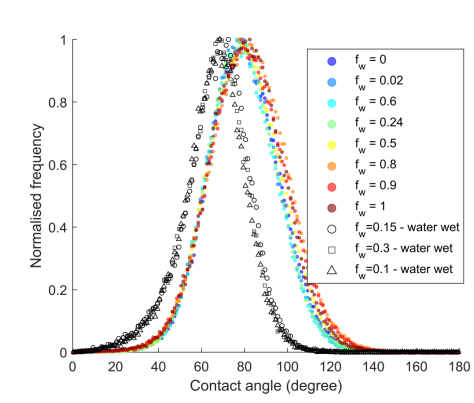 Normalised frequency
1
0.8
0.6
0.4
0.2
0
0 20 40 60 80 100 120 140 160 180
Contact angle (degree)
f_w = 0
f_w = 0.02
f_w = 0.6
f_w = 0.24
f_w = 0.5
f_w = 0.8
f_w = 0.9
f_w = 1
f_w=0.15 - water wet
f_w=0.3 - water wet
f_w=0.1 - water wet